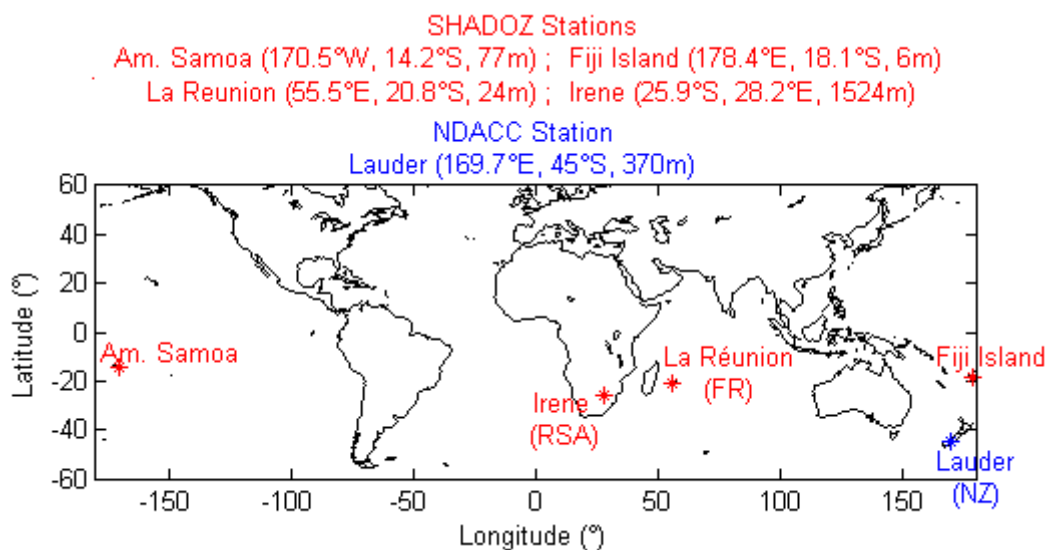 SHADOZ Stations
Am. Samoa (170.5°W, 14.2°S, 77m) ; Fiji Island (178.4°E, 18.1°S, 6m)
La Reunion (55.5°E, 20.8°S, 24m) ; Irene (25.9°S, 28.2°E, 1524m)
NDACC Station
Lauder (169.7°E, 45°S, 370m)
60
40
20
0
-20
-40
-60
Latitude (°)
Am. Samoa
Irene
(RSA)
La Réunion
(FR)
Fiji Island
Lauder
(NZ)
-150 -100 -50 0 50 100 150
Longitude (°)